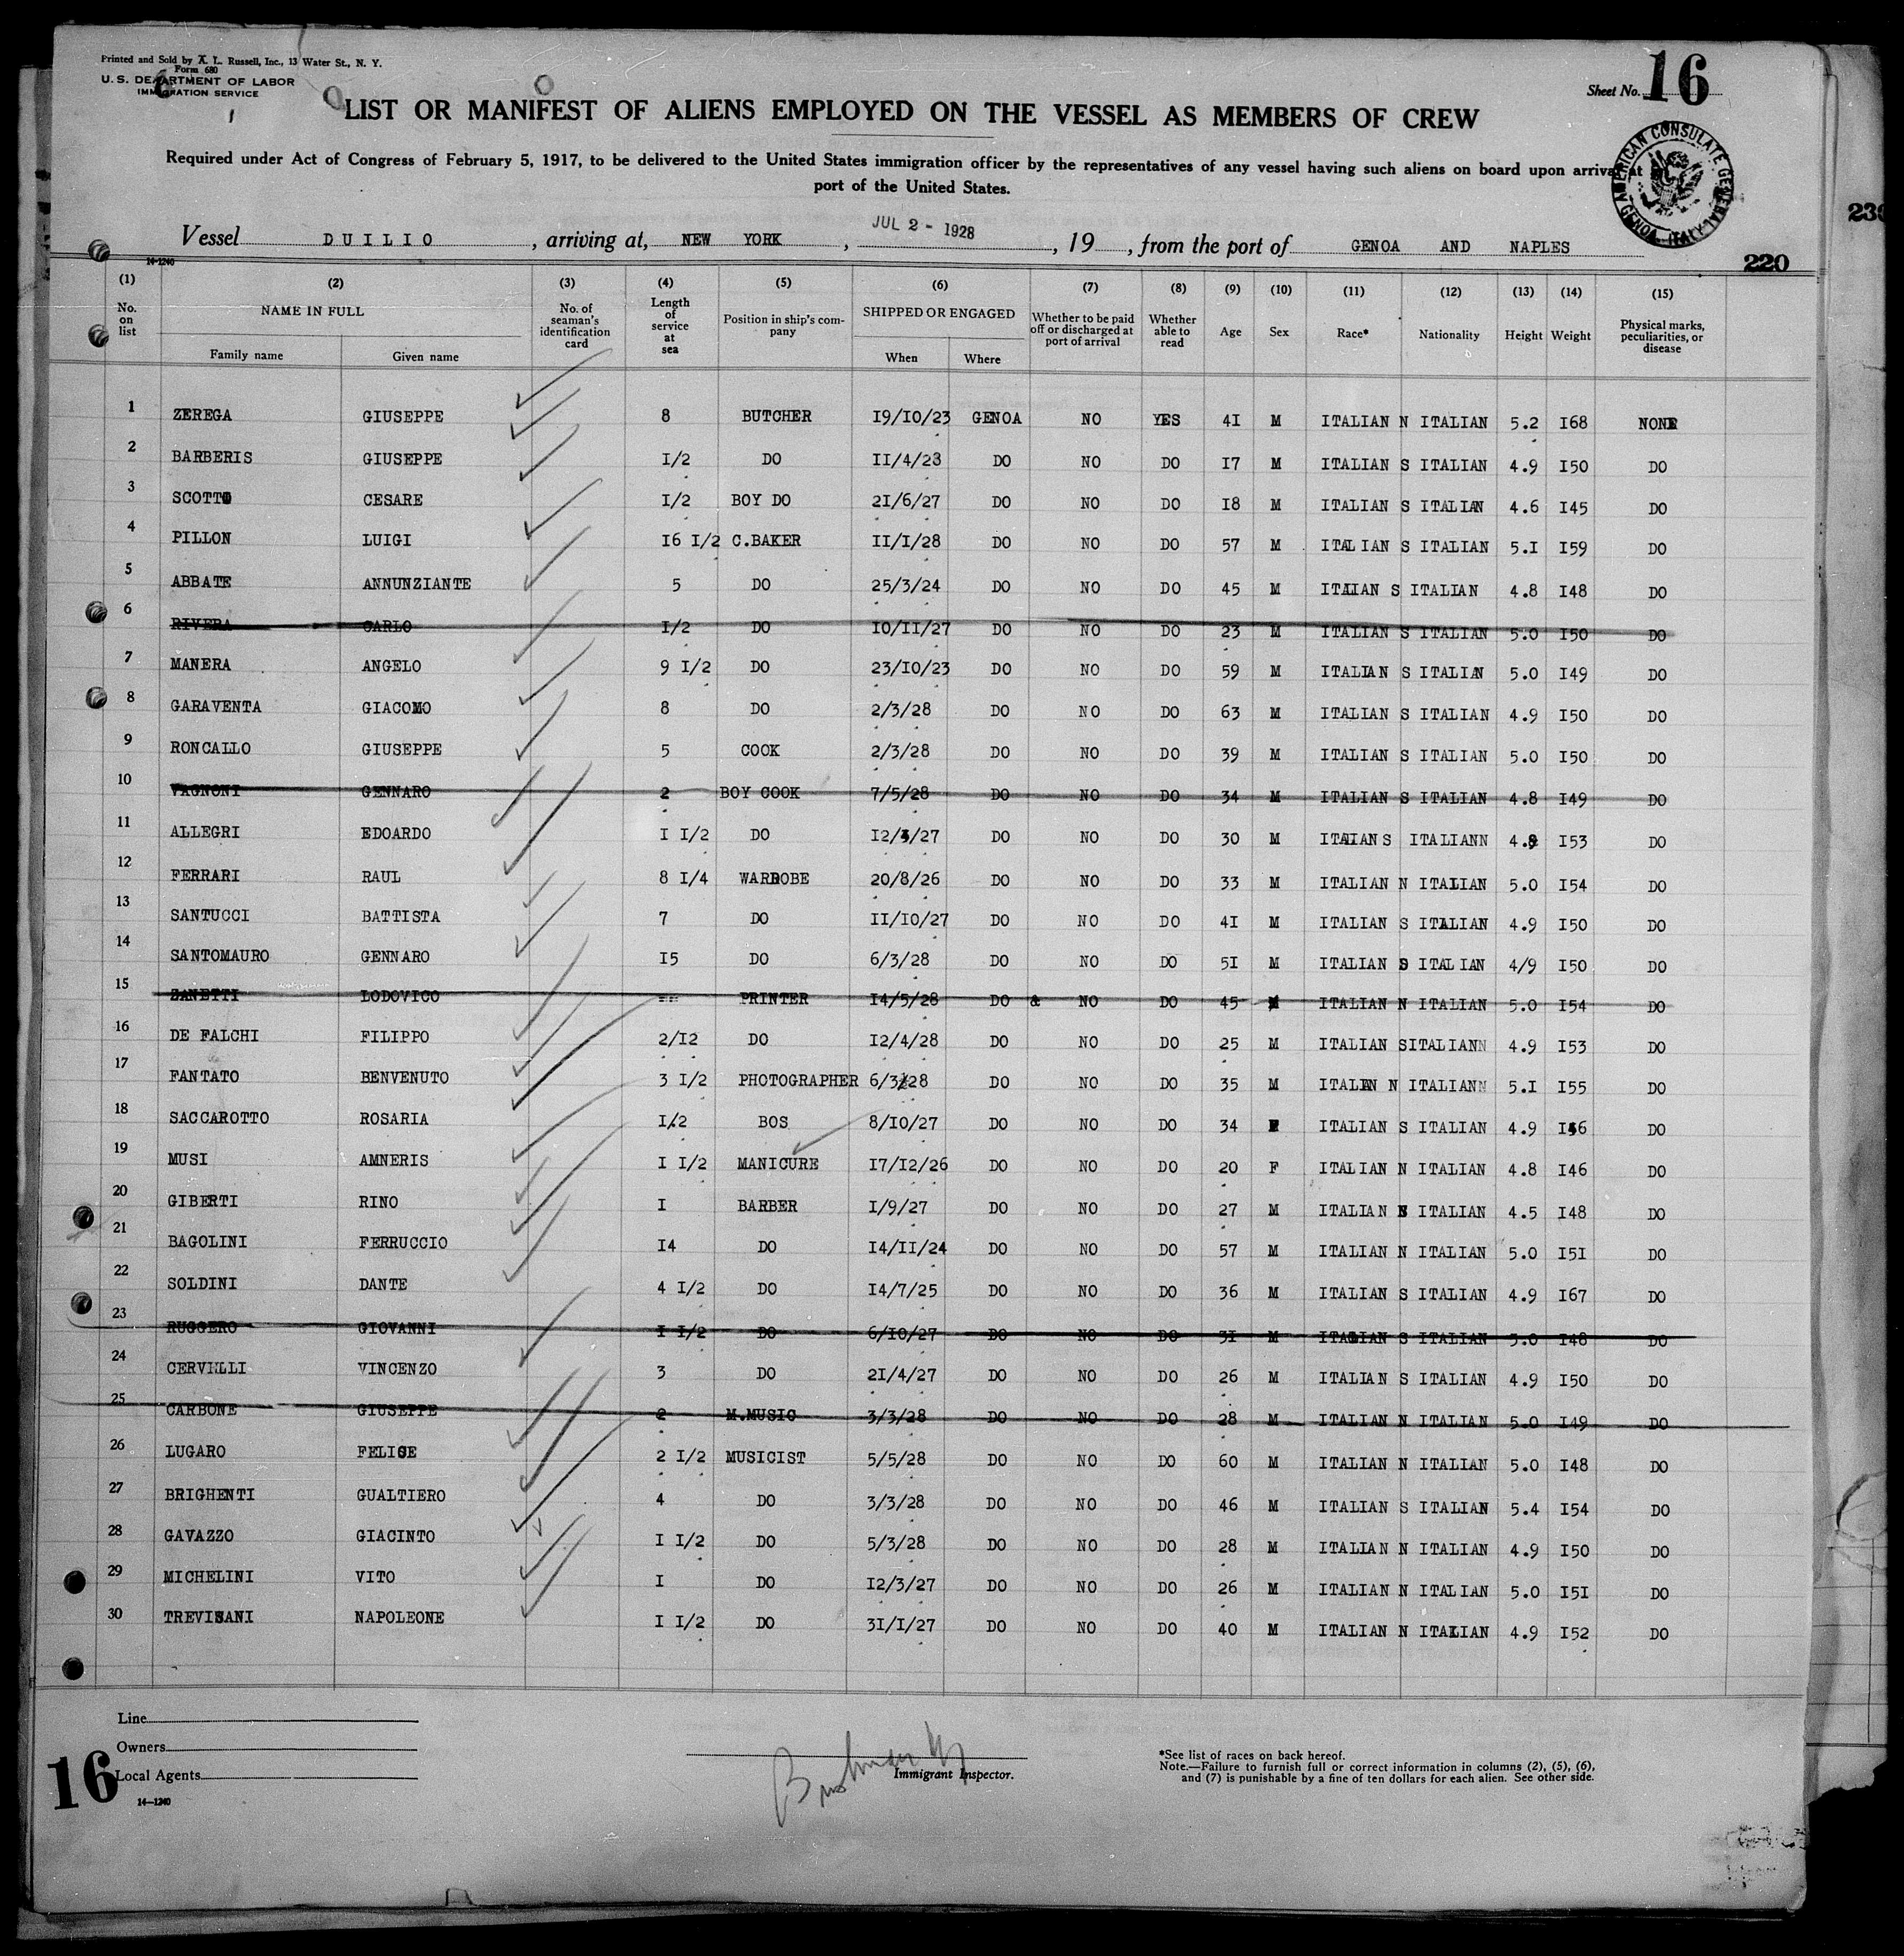 Printed and Sold by A. L. Russell, Inc., 13 Water St., N. Y.
Form 680
U. S. DEPARTMENT OF LABOR
IMMIGRATION SERVICE
Sheet No. 16
LIST OR MANIFEST OF ALIENS EMPLOYED ON THE VESSEL AS MEMBERS OF CREW
Required under Act of Congress of February 5, 1917, to be delivered to the United States immigration officer by the representatives of any vessel having such aliens on board upon arrival at
port of the United States.
AMERICAN CONSULATE GENERAL GENOA, ITALY
230
Vessel DUILIO, arriving at, NEW YORK, JUL 2 - 1928, 19, from the port of GENOA AND NAPLES
14-1240
220
(1) (2) (3) (4) (5) (6) (7) (8) (9) (10) (11) (12) (13) (14) (15)
No. on list NAME IN FULL Family name Given name No. of seaman's identification card Length of service at sea Position in ship's company SHIPPED OR ENGAGED When Where Whether to be paid off or discharged at port of arrival Whether able to read Age Sex Race* Nationality Height Weight Physical marks, peculiarities, or disease
1 ZEREGA GIUSEPPE 8 BUTCHER 19/10/23 GENOA NO YES 41 M ITALIAN N ITALIAN 5.2 168 NONE
2 BARBERIS GIUSEPPE 1/2 DO 11/4/23 DO NO DO 17 M ITALIAN S ITALIAN 4.9 150 DO
3 SCOTTO CESARE 1/2 BOY DO 21/6/27 DO NO DO 18 M ITALIAN S ITALIAN 4.6 145 DO
4 PILLON LUIGI 16 1/2 C.BAKER 11/1/28 DO NO DO 57 M ITALIAN S ITALIAN 5.1 159 DO
5 ABBATE ANNUNZIANTE 5 DO 25/3/24 DO NO DO 45 M ITALIAN S ITALIAN 4.8 148 DO
6 RIVERA CARLO 1/2 DO 10/11/27 DO NO DO 23 M ITALIAN S ITALIAN 5.0 150 DO
7 MANERA ANGELO 9 1/2 DO 23/10/23 DO NO DO 59 M ITALIAN S ITALIAN 5.0 149 DO
8 GARAVENTA GIACOMO 8 DO 2/3/28 DO NO DO 63 M ITALIAN S ITALIAN 4.9 150 DO
9 RONCALLO GIUSEPPE 5 COOK 2/3/28 DO NO DO 39 M ITALIAN S ITALIAN 5.0 150 DO
10 VAGNONI GENNARO 2 BOY COOK 7/5/28 DO NO DO 34 M ITALIAN S ITALIAN 4.8 149 DO
11 ALLEGRI EDOARDO 1 1/2 DO 12/3/27 DO NO DO 30 M ITALIAN S ITALIANN 4.8 153 DO
12 FERRARI RAUL 8 1/4 WARDROBE 20/8/26 DO NO DO 33 M ITALIAN N ITALIAN 5.0 154 DO
13 SANTUCCI BATTISTA 7 DO 11/10/27 DO NO DO 41 M ITALIAN S ITALIAN 4.9 150 DO
14 SANTOMAURO GENNARO 15 DO 6/3/28 DO NO DO 51 M ITALIAN S ITALIAN 4/9 150 DO
15 ZANETTI LODOVICO -- PRINTER 14/5/28 DO & NO DO 45 M ITALIAN N ITALIAN 5.0 154 DO
16 DE FALCHI FILIPPO 2/12 DO 12/4/28 DO NO DO 25 M ITALIAN SITALIANN 4.9 153 DO
17 FANTATO BENVENUTO 3 1/2 PHOTOGRAPHER 6/3/28 DO NO DO 35 M ITALIAN N ITALIANN 5.1 155 DO
18 SACCAROTTO ROSARIA 1/2 BOS 8/10/27 DO NO DO 34 F ITALIAN S ITALIAN 4.9 156 DO
19 MUSI AMNERIS 1 1/2 MANICURE 17/12/26 DO NO DO 20 F ITALIAN N ITALIAN 4.8 146 DO
20 GIBERTI RINO 1 BARBER 1/9/27 DO NO DO 27 M ITALIAN ITALIAN 4.5 148 DO
21 BAGOLINI FERRUCCIO 14 DO 14/11/24 DO NO DO 57 M ITALIAN N ITALIAN 5.0 151 DO
22 SOLDINI DANTE 4 1/2 DO 14/7/25 DO NO DO 36 M ITALIAN S ITALIAN 4.9 167 DO
23 RUGGERO GIOVANNI 1 1/2 DO 6/10/27 DO NO DO 31 M ITALIAN S ITALIAN 5.0 148 DO
24 CERVELLI VINCENZO 3 DO 21/4/27 DO NO DO 26 M ITALIAN S ITALIAN 4.9 150 DO
25 CARBONE GIUSEPPE 2 M.MUSIC 3/3/28 DO NO DO 28 M ITALIAN N ITALIAN 5.0 149 DO
26 LUGARO FELICE 2 1/2 MUSICIST 5/5/28 DO NO DO 60 M ITALIAN N ITALIAN 5.0 148 DO
27 BRIGHENTI GUALTIERO 4 DO 3/3/28 DO NO DO 46 M ITALIAN S ITALIAN 5.4 154 DO
28 GAVAZZO GIACINTO 1 1/2 DO 5/3/28 DO NO DO 28 M ITALIAN N ITALIAN 4.9 150 DO
29 MICHELINI VITO 1 DO 12/3/27 DO NO DO 26 M ITALIAN N ITALIAN 5.0 151 DO
30 TREVISANI NAPOLEONE 1 1/2 DO 31/1/27 DO NO DO 40 M ITALIAN N ITALIAN 4.9 152 DO
Line
Owners
Local Agents
16
14-1240
Immigrant Inspector.
*See list of races on back hereof.
Note.—Failure to furnish full or correct information in columns (2), (5), (6),
and (7) is punishable by a fine of ten dollars for each alien. See other side.